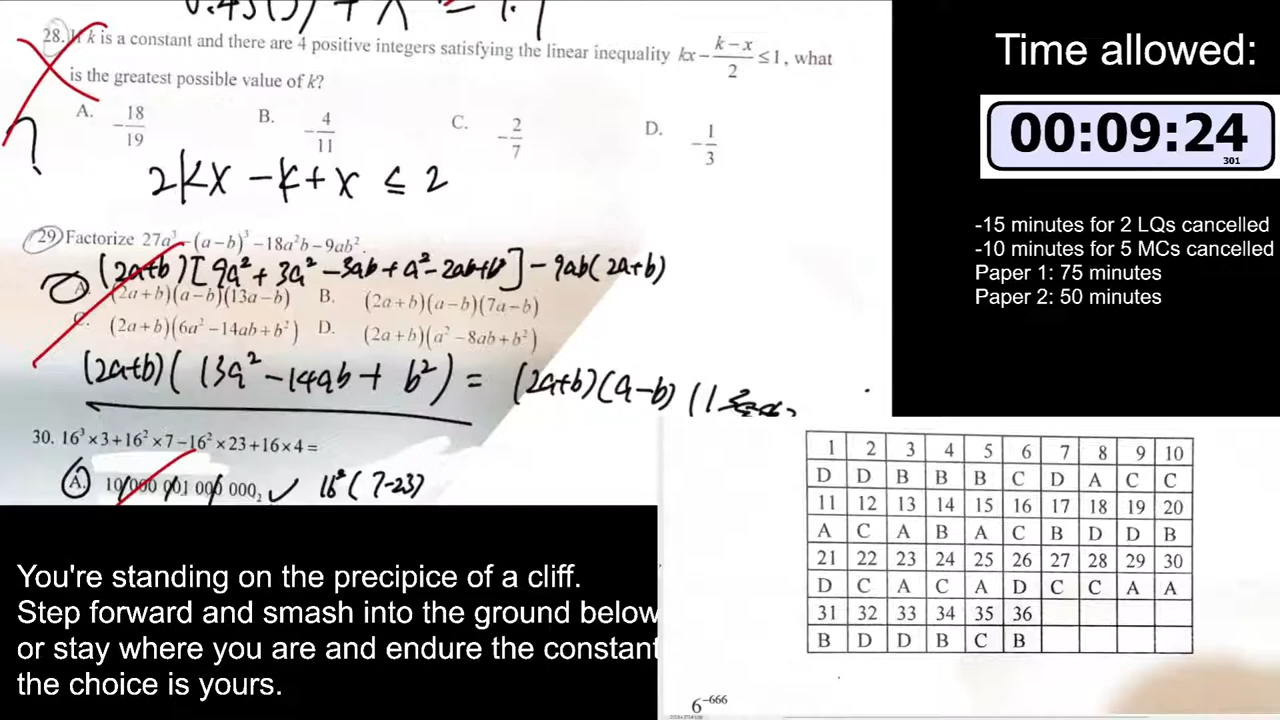 28. If k is a constant and there are 4 positive integers satisfying the linear inequality kx - (k-x)/2 ≤ 1, what
is the greatest possible value of k?
A. -18/19 B. -4/11 C. -2/7 D. -1/3
?
2kx - k + x ≤ 2
29. Factorize 27a³ - (a-b)³ - 18a²b - 9ab².
(2a+b)[9a² + 3a² - 3ab + a² - 2ab + b²] - 9ab(2a+b)
A. (2a+b)(a-b)(13a-b) B. (2a+b)(a-b)(7a-b)
C. (2a+b)(6a²-14ab+b²) D. (2a+b)(a²-8ab+b²)
(2a+b)(13a² - 14ab + b²) = (2a+b)(a-b)(13a
30. 16³×3+16²×7-16²×23+16×4=
A. 10 000 001 000 000₂ ✓ 16²(7-23)
Time allowed:
00:09:24
301
-15 minutes for 2 LQs cancelled
-10 minutes for 5 MCs cancelled
Paper 1: 75 minutes
Paper 2: 50 minutes
1 2 3 4 5 6 7 8 9 10
D D B B B C D A C C
11 12 13 14 15 16 17 18 19 20
A C A B A C B D D B
21 22 23 24 25 26 27 28 29 30
D C A C A D C C A A
31 32 33 34 35 36
B D D B C B
You're standing on the precipice of a cliff.
Step forward and smash into the ground below
or stay where you are and endure the constant
the choice is yours.
6⁻⁶⁶⁶